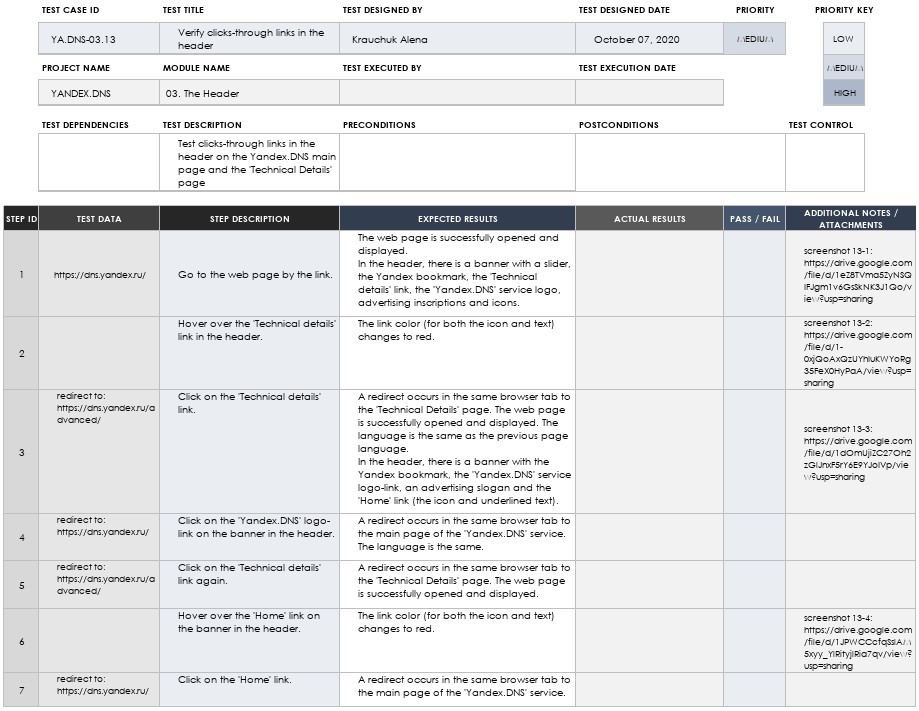 TEST CASE ID TEST TITLE TEST DESIGNED BY TEST DESIGNED DATE PRIORITY PRIORITY KEY
YA.DNS-03.13
Verify clicks-through links in the
header
Krauchuk Alena
October 07, 2020
MEDIUM
LOW
PROJECT NAME MODULE NAME TEST EXECUTED BY TEST EXECUTION DATE
MEDIUM
YANDEX.DNS
03. The Header
HIGH
TEST DEPENDENCIES TEST DESCRIPTION PRECONDITIONS POSTCONDITIONS TEST CONTROL
Test clicks-through links in the
header on the Yandex.DNS main
page and the 'Technical Details'
page
STEP ID TEST DATA STEP DESCRIPTION EXPECTED RESULTS ACTUAL RESULTS PASS / FAIL ADDITIONAL NOTES /
ATTACHMENTS
1
https://dns.yandex.ru/
Go to the web page by the link.
The web page is successfully opened and
displayed.
In the header, there is a banner with a slider,
the Yandex bookmark, the 'Technical
details' link, the 'Yandex.DNS' service logo,
advertising inscriptions and icons.
screenshot 13-1:
https://drive.google.com
ew?usp=sharing
2
Hover over the 'Technical details'
link in the header.
The link color (for both the icon and text)
changes to red.
screenshot 13-2:
https://drive.google.com
/file/d/1-
35FeX0HyPaA/view?usp=
sharing
3
redirect to:
https://dns.yandex.ru/a
dvanced/
Click on the 'Technical details'
link.
A redirect occurs in the same browser tab to
the 'Technical Details' page. The web page
is successfully opened and displayed. The
language is the same as the previous page
language.
In the header, there is a banner with the
Yandex bookmark, the 'Yandex.DNS' service
logo-link, an advertising slogan and the
'Home' link (the icon and underlined text).
screenshot 13-3:
https://drive.google.com
w?usp=sharing
4
redirect to:
https://dns.yandex.ru/
Click on the 'Yandex.DNS' logo-
link on the banner in the header.
A redirect occurs in the same browser tab to
the main page of the 'Yandex.DNS' service.
The language is the same.
5
redirect to:
https://dns.yandex.ru/a
dvanced/
Click on the 'Technical details'
link again.
A redirect occurs in the same browser tab to
the 'Technical Details' page. The web page
is successfully opened and displayed.
6
Hover over the 'Home' link on
the banner in the header.
The link color (for both the icon and text)
changes to red.
screenshot 13-4:
https://drive.google.com
usp=sharing
7
redirect to:
https://dns.yandex.ru/
Click on the 'Home' link.
A redirect occurs in the same browser tab to
the main page of the 'Yandex.DNS' service.